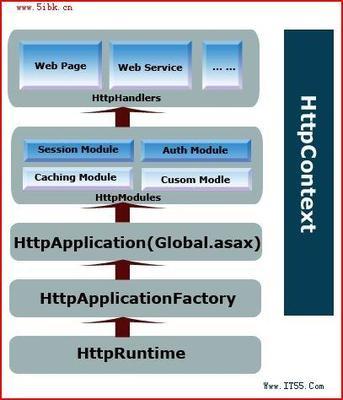 www.5ibk.cn
Web Page
Web Service
... ...
HttpHandlers
Session Module
Auth Module
Caching Module
Cusom Modle
HttpModules
HttpApplication(Global.asax)
HttpApplicationFactory
HttpRuntime
HttpContext
Www.IT55.Com